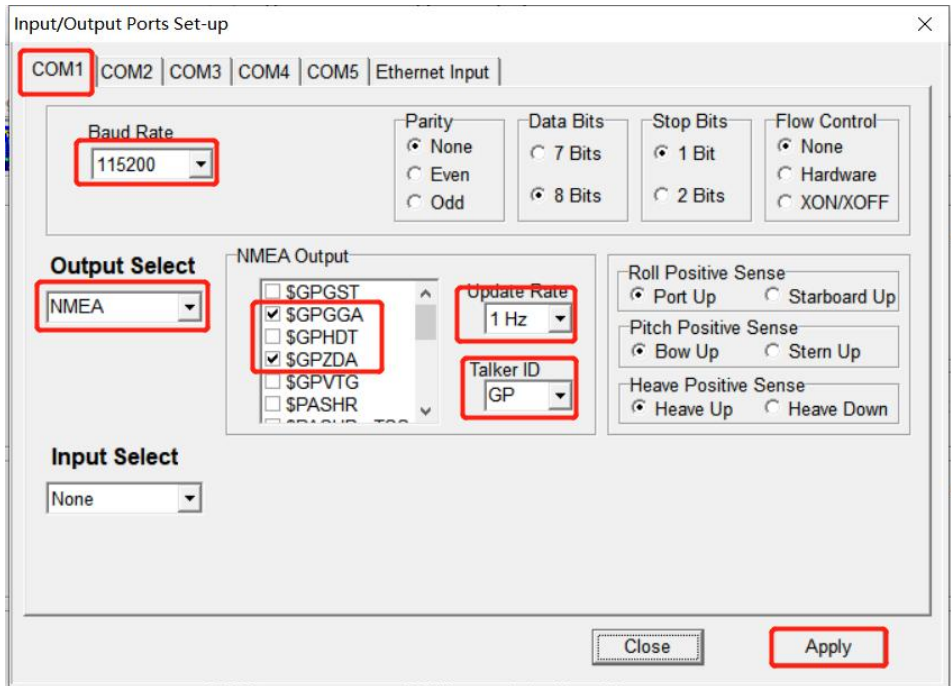 Input/Output Ports Set-up
COM1 COM2 COM3 COM4 COM5 Ethernet Input
Baud Rate
115200
Parity
None
Even
Odd
Data Bits
7 Bits
8 Bits
Stop Bits
1 Bit
2 Bits
Flow Control
None
Hardware
XON/XOFF
Output Select
NMEA
NMEA Output
$GPGST
$GPGGA
$GPHDT
$GPZDA
$GPVTG
$PASHR
Update Rate
1 Hz
Talker ID
GP
Roll Positive Sense
Port Up Starboard Up
Pitch Positive Sense
Bow Up Stern Up
Heave Positive Sense
Heave Up Heave Down
Input Select
None
Close Apply